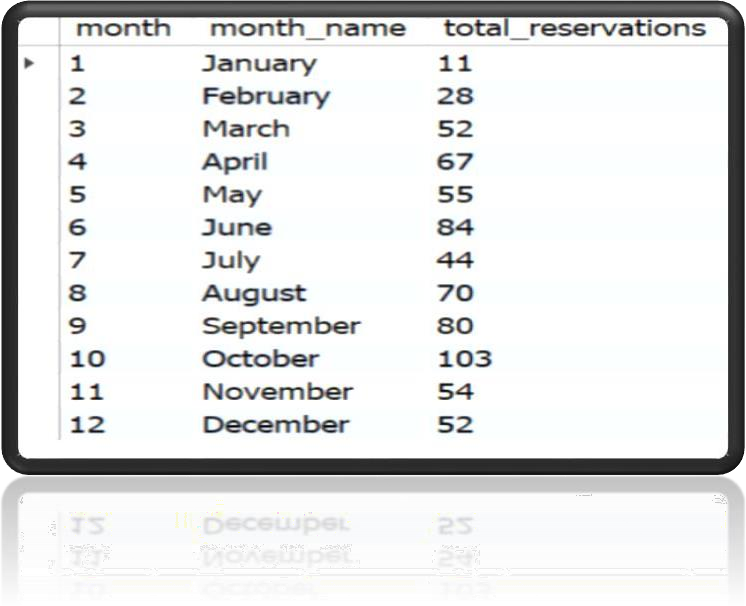 month month_name total_reservations
1 January 11
2 February 28
3 March 52
4 April 67
5 May 55
6 June 84
7 July 44
8 August 70
9 September 80
10 October 103
11 November 54
12 December 52